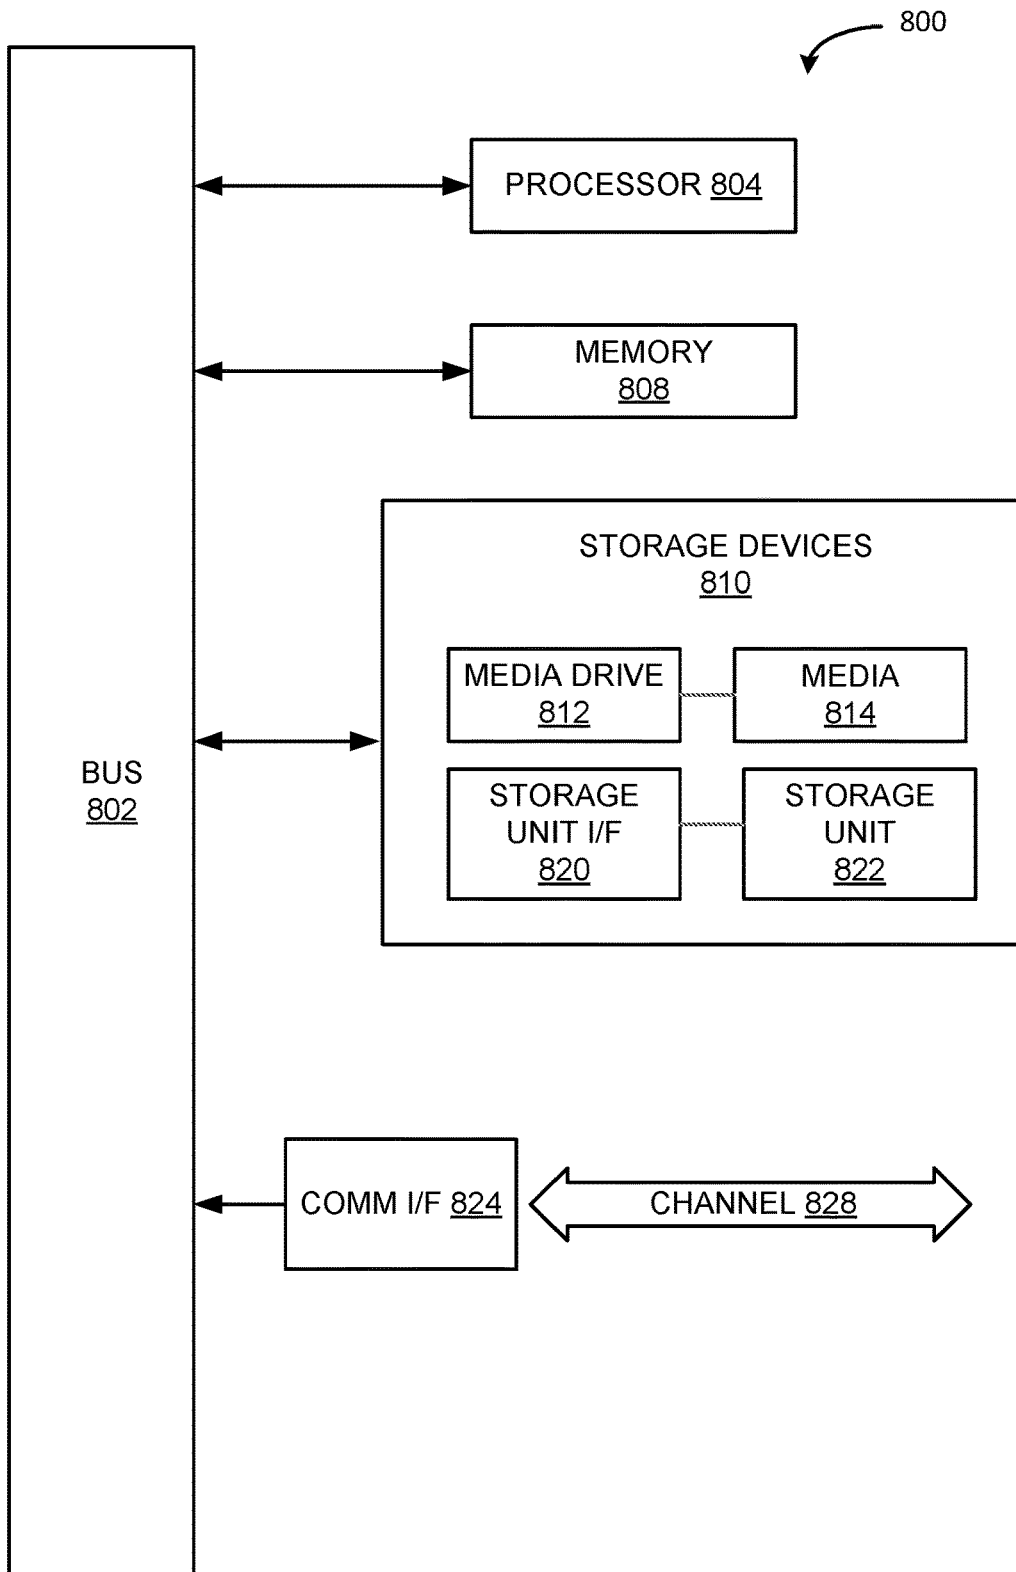 800
PROCESSOR 804
MEMORY
808
STORAGE DEVICES
810
MEDIA DRIVE
812
MEDIA
814
BUS
802
STORAGE
UNIT I/F
820
STORAGE
UNIT
822
COMM I/F 824
CHANNEL 828